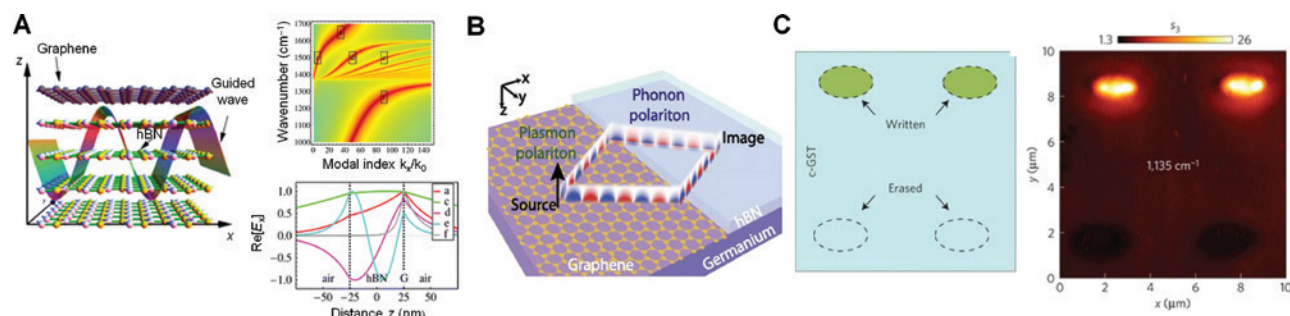 A
z
Graphene
Guided
wave
hBN
x
Wavenumber (cm⁻¹)
1700
1600
1500
1400
1300
1200
1100
1000
0 20 40 60 80 100 120 140
Modal index kₓ/k₀
Re[Eₓ]
1.0
0.5
0.0
−0.5
−1.0
a
c
d
e
f
air hBN G air
−50 −25 0 25 50
Distance z (nm)
B
x
y
z
Phonon
polariton
Plasmon
polariton
Image
Source
hBN
Graphene
Germanium
C
c-GST
Written
Erased
s₃
1.3 26
y (μm)
10
8
6
4
2
0
1,135 cm⁻¹
2 4 6 8 10
x (μm)